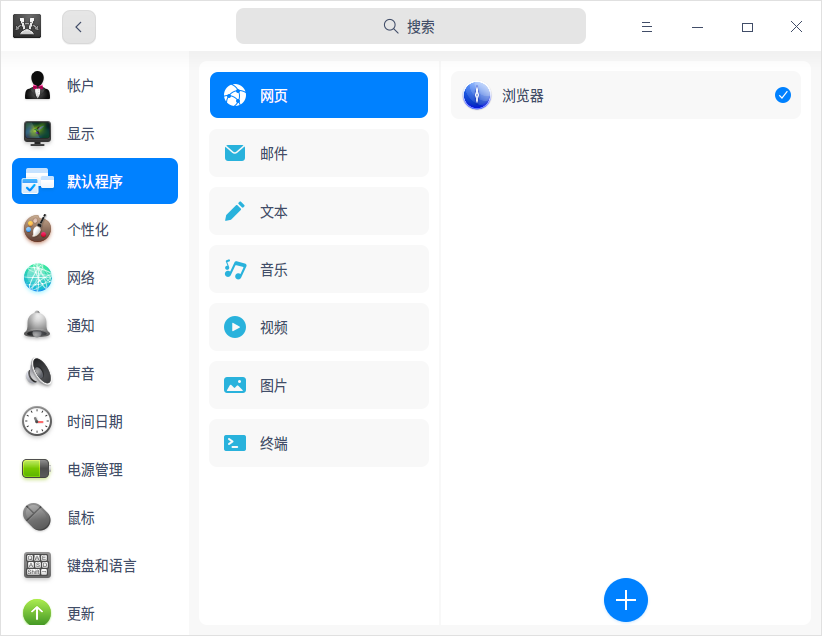 搜索
帐户
显示
默认程序
个性化
网络
通知
声音
时间日期
电源管理
鼠标
键盘和语言
更新
网页
邮件
文本
音乐
视频
图片
终端
浏览器